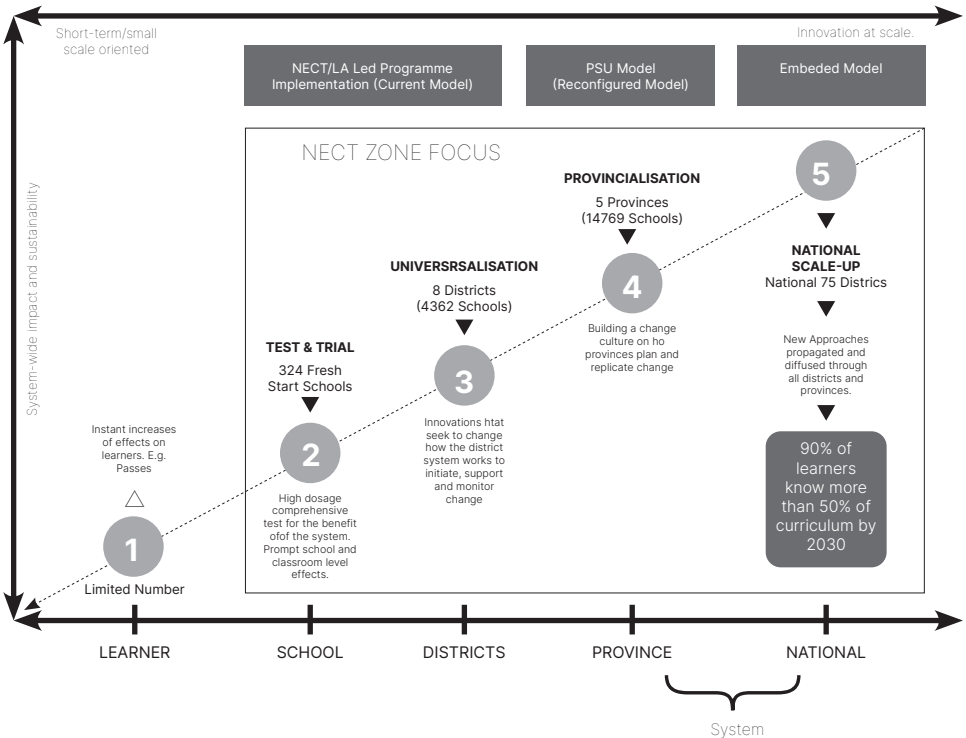 Short-term/small
scale oriented
Innovation at scale.
NECT/LA Led Programme
Implementation (Current Model)
PSU Model
(Reconfigured Model)
Embeded Model
System-wide impact and sustainability
NECT ZONE FOCUS
Instant increases
of effects on
learners. E.g.
Passes
1
Limited Number
TEST & TRIAL
324 Fresh
Start Schools
2
High dosage
comprehensive
test for the benefit
ofof the system.
Prompt school and
classroom level
effects.
UNIVERSRSALISATION
8 Districts
(4362 Schools)
3
Innovations htat
seek to change
how the district
system works to
initiate, support
and monitor
change
PROVINCIALISATION
5 Provinces
(14769 Schools)
4
Building a change
culture on ho
provinces plan and
replicate change
5
NATIONAL
SCALE-UP
National 75 Districs
New Approaches
propagated and
diffused through
all districts and
provinces.
90% of
learners
know more
than 50% of
curriculum by
2030
LEARNER
SCHOOL
DISTRICTS
PROVINCE
NATIONAL
System